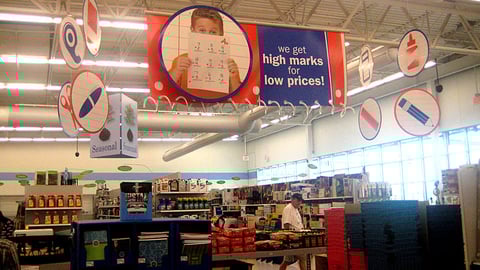 we get
high marks
for
low prices!
Seasonal